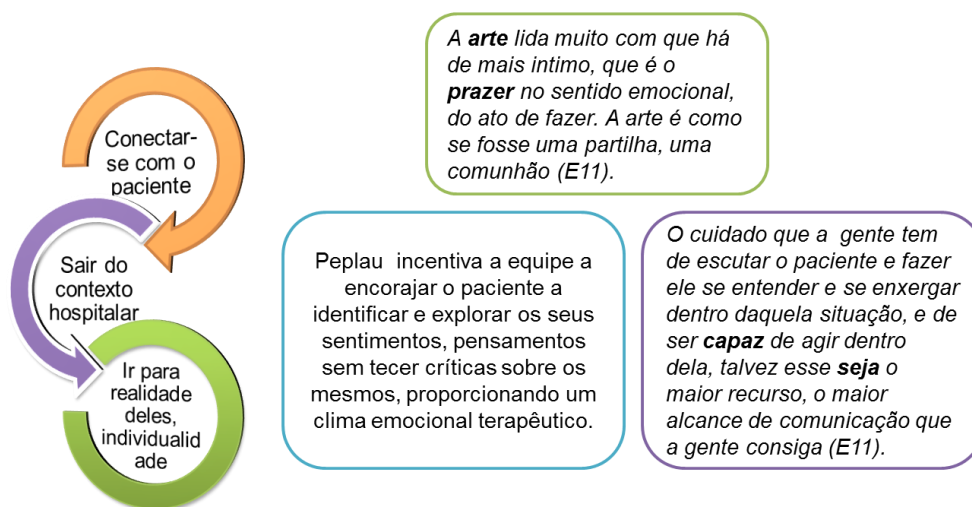 Conectar-
se com o
paciente
Sair do
contexto
hospitalar
Ir para
realidade
deles,
individualid
ade
A arte lida muito com que há
de mais intimo, que é o
prazer no sentido emocional,
do ato de fazer. A arte é como
se fosse uma partilha, uma
comunhão (E11).
Peplau incentiva a equipe a
encorajar o paciente a
identificar e explorar os seus
sentimentos, pensamentos
sem tecer críticas sobre os
mesmos, proporcionando um
clima emocional terapêutico.
O cuidado que a gente tem
de escutar o paciente e fazer
ele se entender e se enxergar
dentro daquela situação, e de
ser capaz de agir dentro
dela, talvez esse seja o
maior recurso, o maior
alcance de comunicação que
a gente consiga (E11).